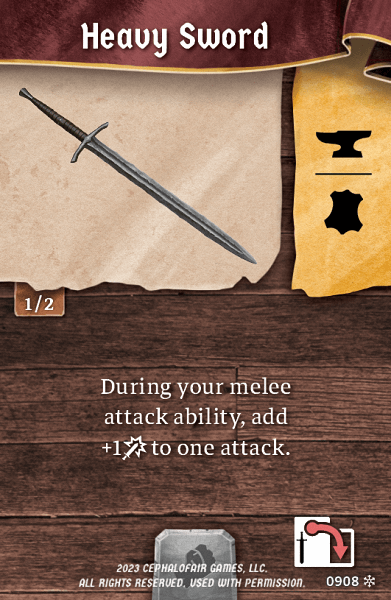 Heavy Sword
1/2
During your melee
attack ability, add
+1 to one attack.
2023 CEPHALOFAIR GAMES, LLC.
ALL RIGHTS RESERVED. USED WITH PERMISSION.
0908